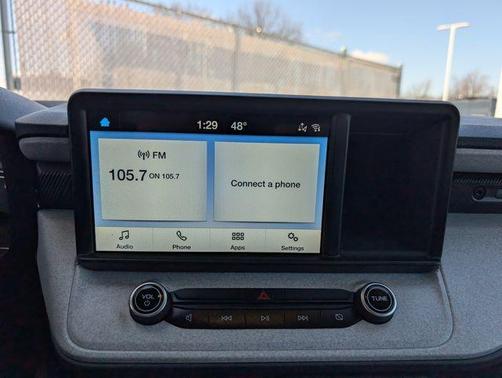 1:29 48°
FM
105.7 ON 105.7
Connect a phone
Audio Phone Apps Settings
VOL TUNE